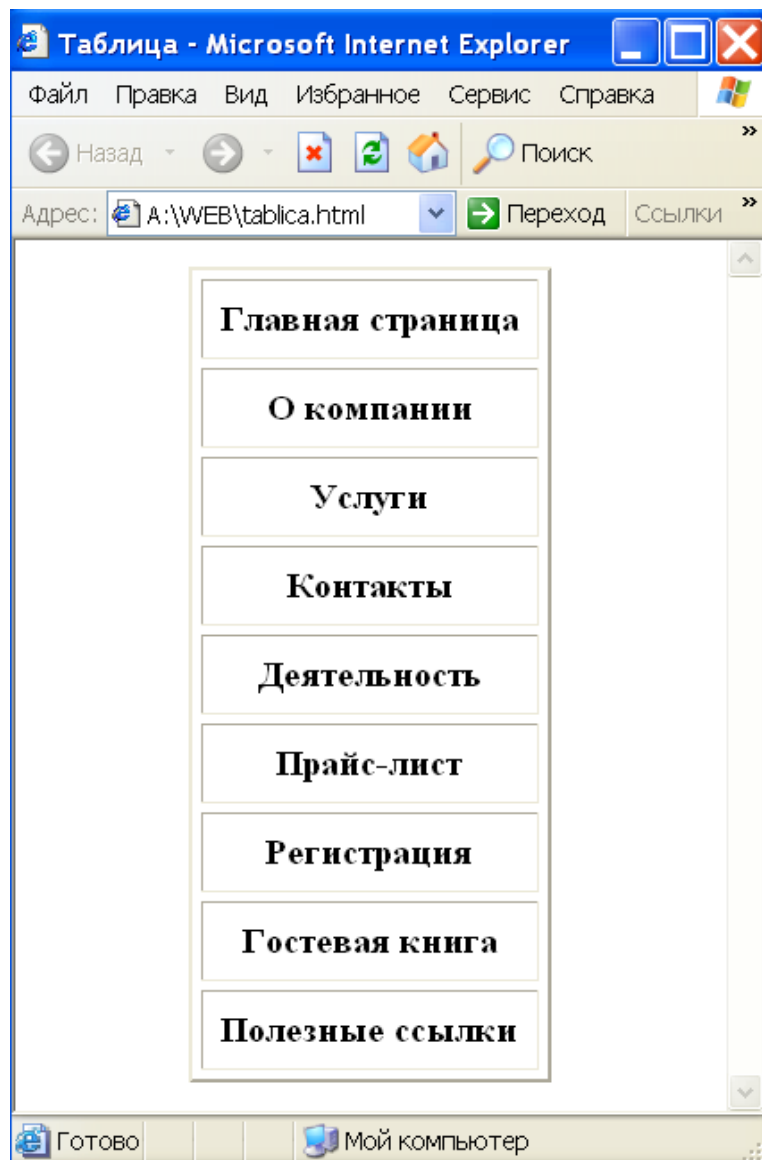 Таблица - Microsoft Internet Explorer
Файл Правка Вид Избранное Сервис Справка
Назад Поиск »
Адрес: A:\WEB\tablica.html Переход Ссылки »
Главная страница
О компании
Услуги
Контакты
Деятельность
Прайс-лист
Регистрация
Гостевая книга
Полезные ссылки
Готово Мой компьютер